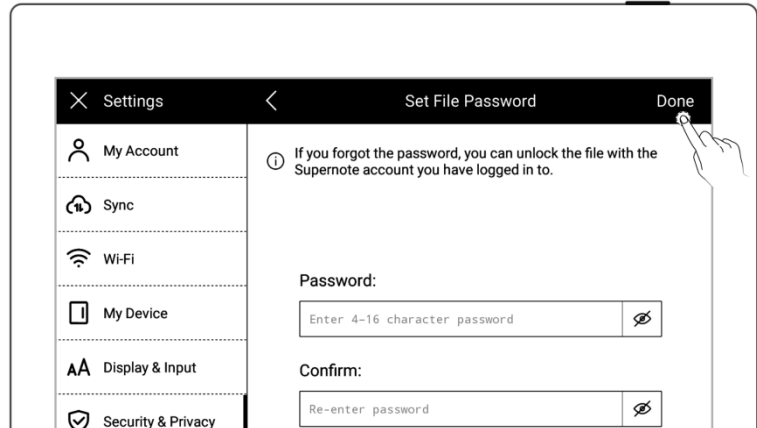 Settings
Set File Password
Done
My Account
If you forgot the password, you can unlock the file with the
Supernote account you have logged in to.
Sync
Wi-Fi
Password:
My Device
Enter 4-16 character password
Display & Input
Confirm:
Security & Privacy
Re-enter password